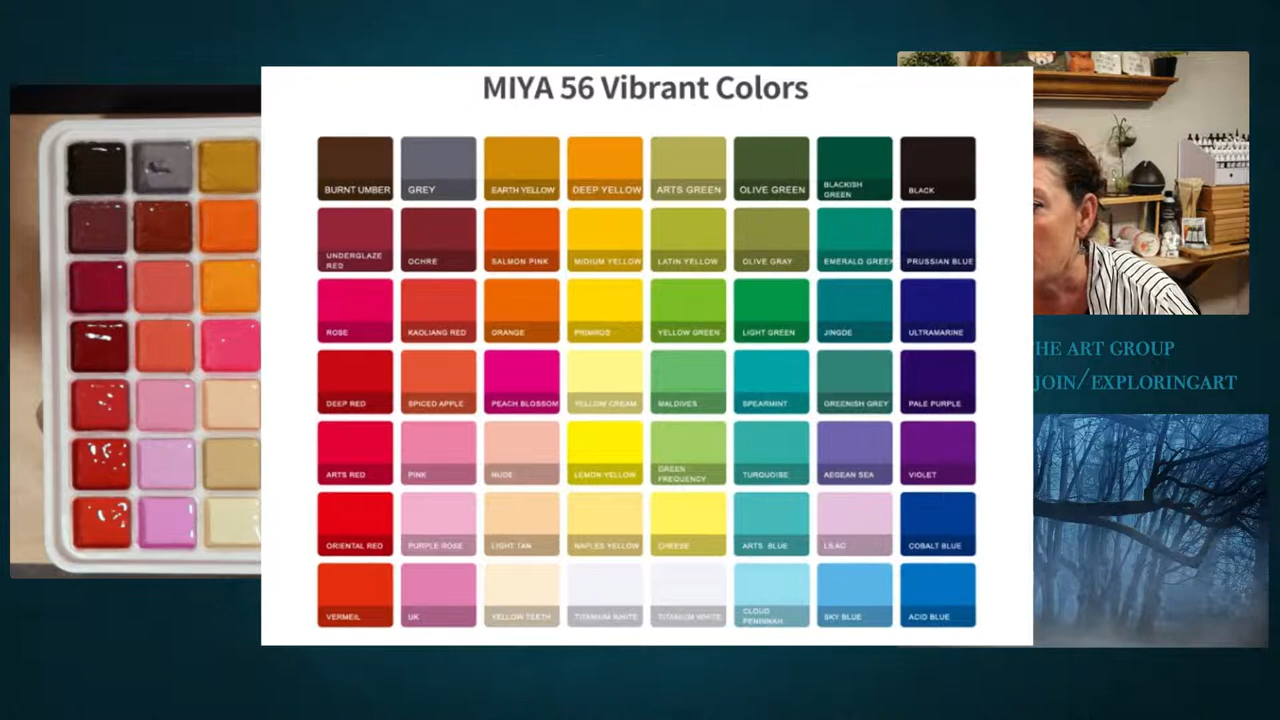 MIYA 56 Vibrant Colors
BURNT UMBER
GREY
EARTH YELLOW
DEEP YELLOW
ARTS GREEN
OLIVE GREEN
BLACKISH
GREEN
BLACK
UNDERGLAZE
RED
OCHRE
SALMON PINK
MIDIUM YELLOW
LATIN YELLOW
OLIVE GRAY
EMERALO GREEK
PRUSSIAN BLUE
ROSE
KAOLIANG RED
ORANGE
PRIMROS
YELLOW GREEN
LIGHT GREEN
JINGDE
ULTRAMARINE
DEEP RED
SPICED APPLE
PEACH BLOSSOM
YELLOW CREAM
MALDIVES
SPEARMINT
GREENISH GREY
PALE PURPLE
ARTS RED
PINK
NUDE
LEMON YELLOW
GREEN
FREQUENCY
TURQUOISE
AEGEAN SEA
VIOLET
ORIENTAL RED
PURPLE ROSE
LIGHT TAN
NAPLES YELLOW
CHEESE
ARTS BLUE
LILAC
COBALT BLUE
VERMEIL
UK
YELLOW TEETH
TITANIUM WHITE
TITANIUM WHITE
CLOUD
PENINNAH
SKY BLUE
ACID BLUE
HE ART GROUP
JOIN/EXPLORINGART